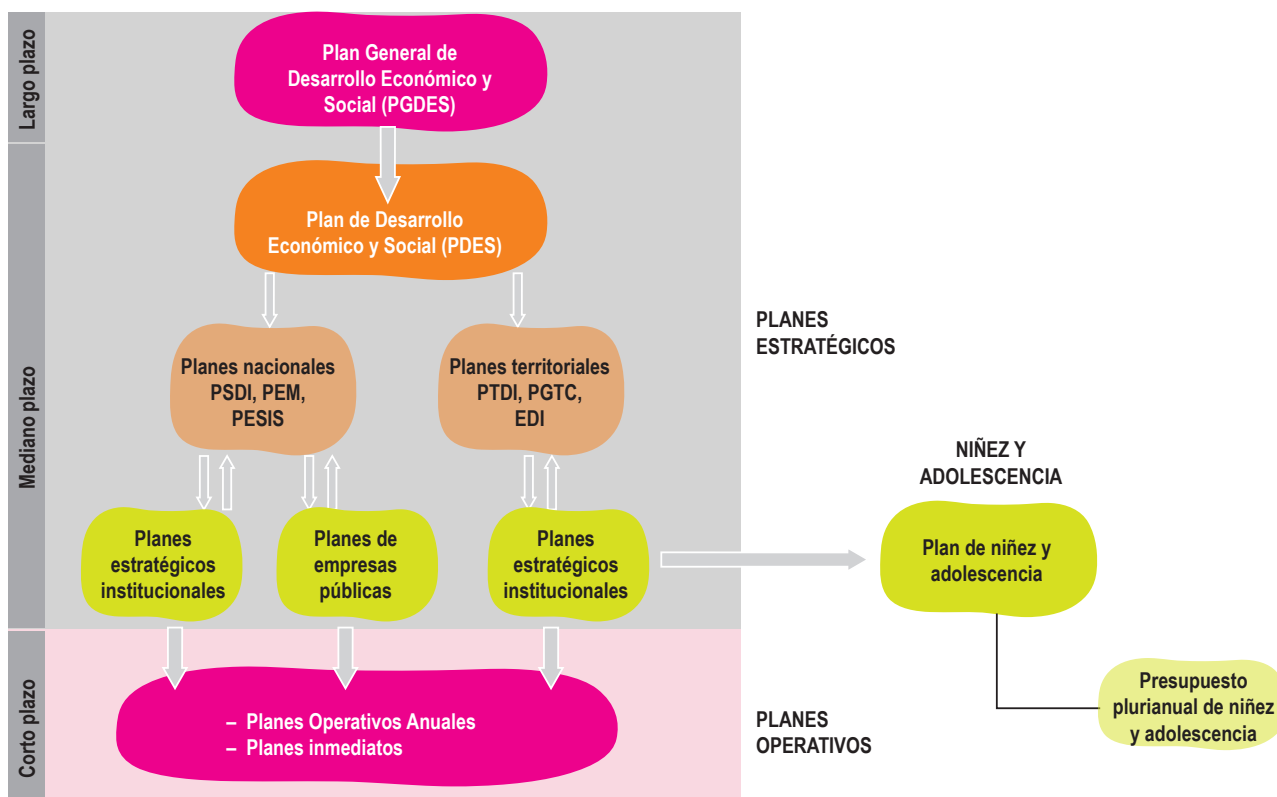 Largo plazo
Plan General de
Desarrollo Económico y
Social (PGDES)
Mediano plazo
Plan de Desarrollo
Económico y Social (PDES)
Planes nacionales
PSDI, PEM,
PESIS
Planes territoriales
PTDI, PGTC,
EDI
PLANES
ESTRATÉGICOS
Planes
estratégicos
institucionales
Planes de
empresas
públicas
Planes
estratégicos
institucionales
NIÑEZ Y
ADOLESCENCIA
Plan de niñez y
adolescencia
Presupuesto
plurianual de niñez
y adolescencia
Corto plazo
– Planes Operativos Anuales
– Planes inmediatos
PLANES
OPERATIVOS